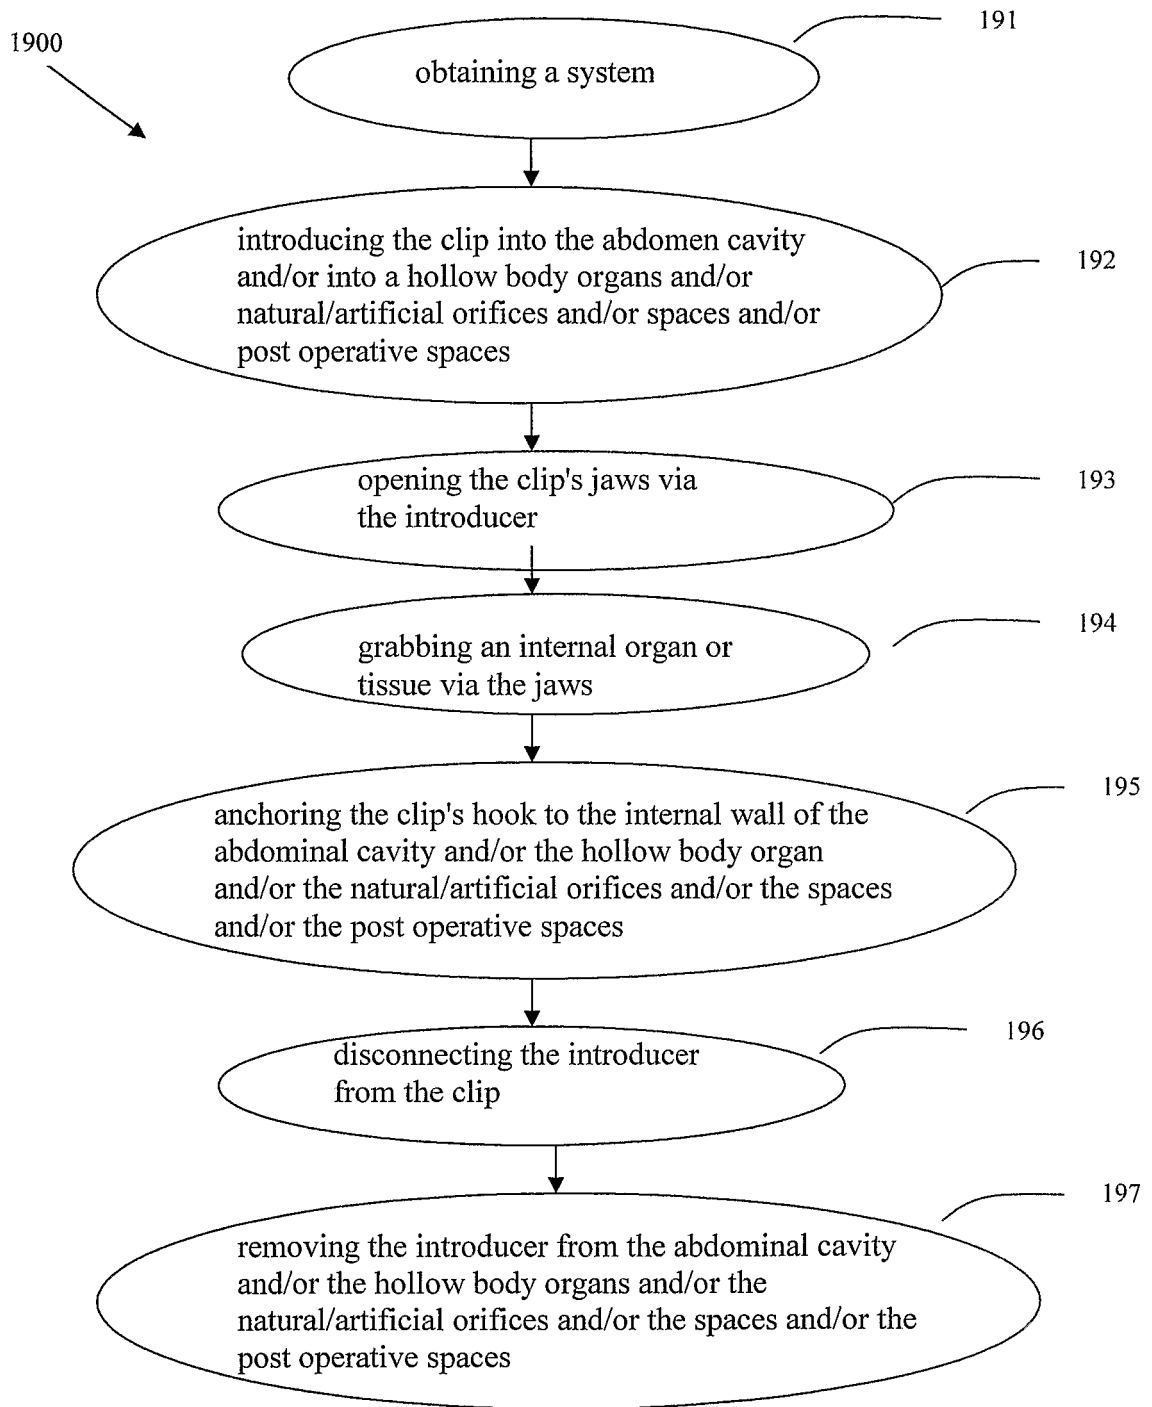 1900
191
obtaining a system
introducing the clip into the abdomen cavity
and/or into a hollow body organs and/or
natural/artificial orifices and/or spaces and/or
post operative spaces
192
opening the clip's jaws via
the introducer
193
grabbing an internal organ or
tissue via the jaws
194
anchoring the clip's hook to the internal wall of the
abdominal cavity and/or the hollow body organ
and/or the natural/artificial orifices and/or the spaces
and/or the post operative spaces
195
disconnecting the introducer
from the clip
196
removing the introducer from the abdominal cavity
and/or the hollow body organs and/or the
natural/artificial orifices and/or the spaces and/or the
post operative spaces
197